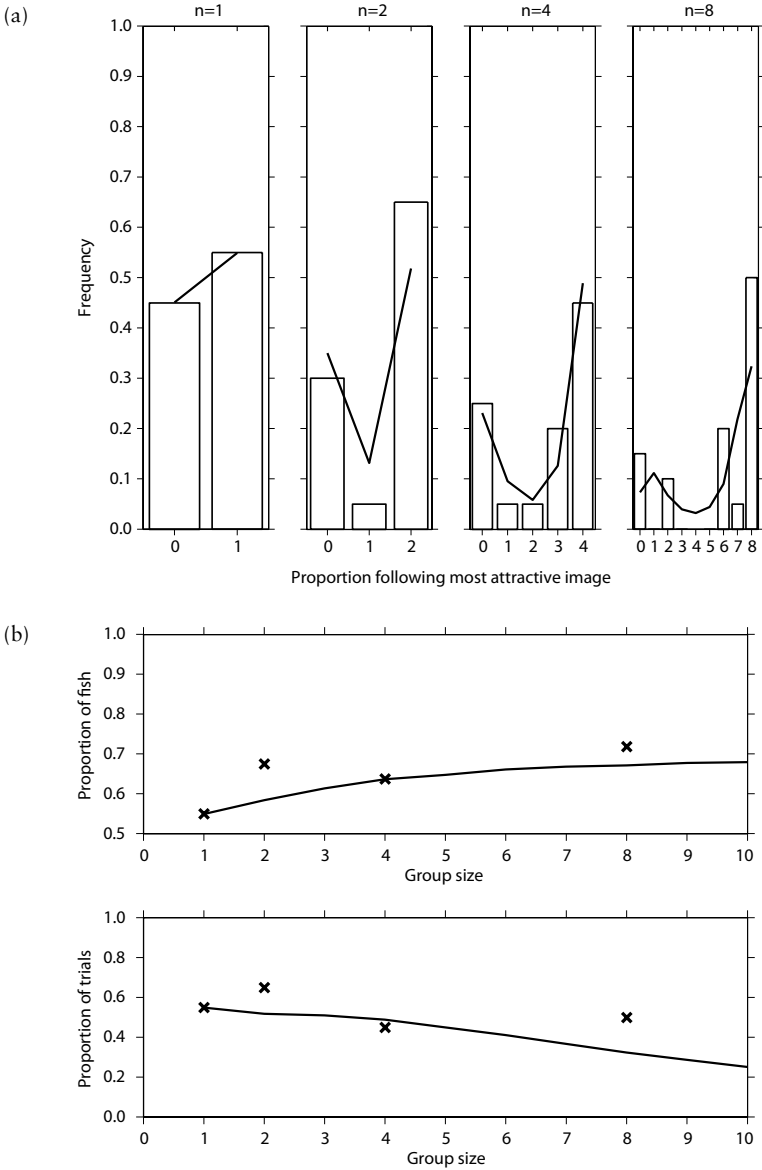 (a)
n=1 n=2 n=4 n=8
1.0
0.9
0.8
0.7
0.6
0.5
0.4
0.3
0.2
0.1
0.0
Frequency
0 1 0 1 2 0 1 2 3 4 0 1 2 3 4 5 6 7 8
Proportion following most attractive image
(b)
1.0
0.9
0.8
0.7
0.6
0.5
Proportion of fish
0 1 2 3 4 5 6 7 8 9 10
Group size
1.0
0.8
0.6
0.4
0.2
0.0
Proportion of trials
0 1 2 3 4 5 6 7 8 9 10
Group size